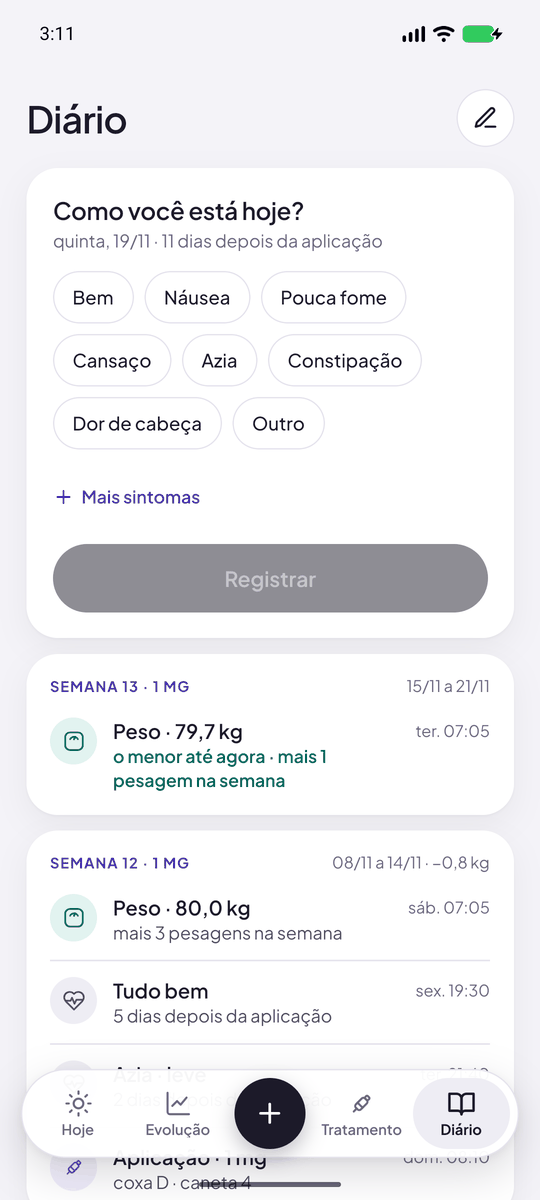 3:11
Diário
Como você está hoje?
quinta, 19/11 · 11 dias depois da aplicação
Bem
Náusea
Pouca fome
Cansaço
Azia
Constipação
Dor de cabeça
Outro
+ Mais sintomas
Registrar
SEMANA 13 · 1 MG
15/11 a 21/11
Peso · 79,7 kg
ter. 07:05
o menor até agora · mais 1
pesagem na semana
SEMANA 12 · 1 MG
08/11 a 14/11 · −0,8 kg
Peso · 80,0 kg
sáb. 07:05
mais 3 pesagens na semana
Tudo bem
sex. 19:30
5 dias depois da aplicação
Azia · leve
2 dias
Hoje
Evolução
Tratamento
Diário
Aplicação · 1 mg
dom.
coxa D · caneta 4